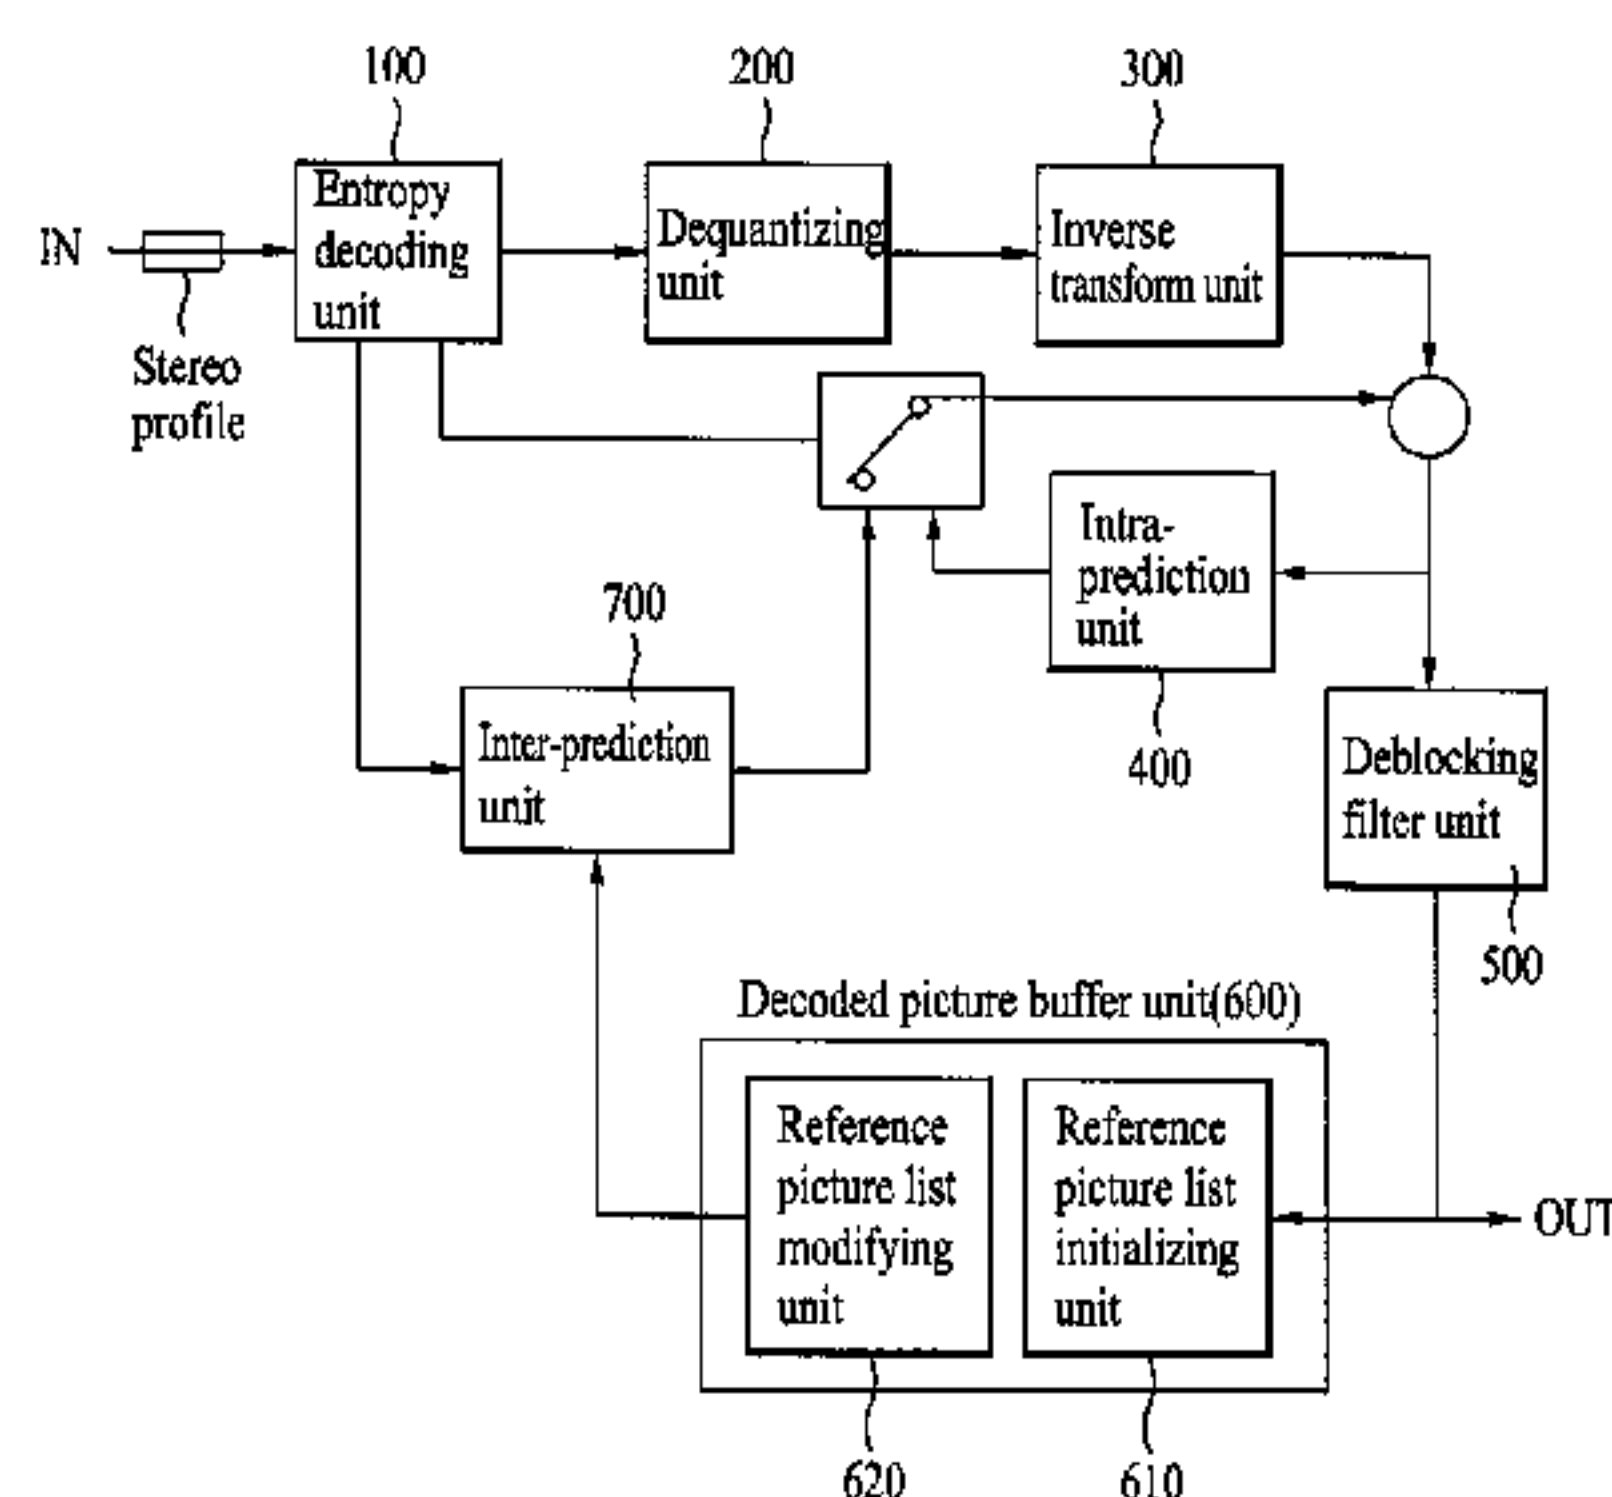 100
200
300
IN
Entropy
decoding
unit
Dequantizing
unit
Inverse
transform unit
Stereo
profile
Intra-
prediction
unit
400
700
Inter-prediction
unit
Deblocking
filter unit
500
Decoded picture buffer unit(600)
Reference
picture list
modifying
unit
Reference
picture list
initializing
unit
OUT
620
610